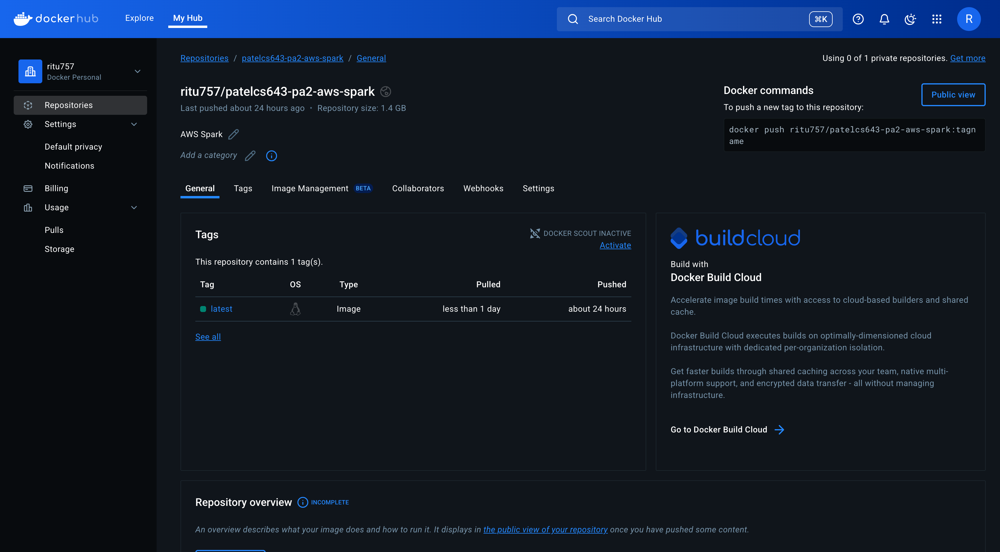 dockerhub
Explore
My Hub
Search Docker Hub
⌘K
R
ritu757
Docker Personal
Repositories
Settings
Default privacy
Notifications
Billing
Usage
Pulls
Storage
Repositories / patelcs643-pa2-aws-spark / General
Using 0 of 1 private repositories. Get more
ritu757/patelcs643-pa2-aws-spark
Last pushed about 24 hours ago • Repository size: 1.4 GB
AWS Spark
Add a category
Docker commands
Public view
To push a new tag to this repository:
docker push ritu757/patelcs643-pa2-aws-spark:tagn
ame
General Tags Image Management BETA Collaborators Webhooks Settings
Tags
DOCKER SCOUT INACTIVE
Activate
This repository contains 1 tag(s).
Tag OS Type Pulled Pushed
latest Image less than 1 day about 24 hours
See all
buildcloud
Build with
Docker Build Cloud
Accelerate image build times with access to cloud-based builders and shared
cache.
Docker Build Cloud executes builds on optimally-dimensioned cloud
infrastructure with dedicated per-organization isolation.
Get faster builds through shared caching across your team, native multi-
platform support, and encrypted data transfer - all without managing
infrastructure.
Go to Docker Build Cloud
Repository overview INCOMPLETE
An overview describes what your image does and how to run it. It displays in the public view of your repository once you have pushed some content.